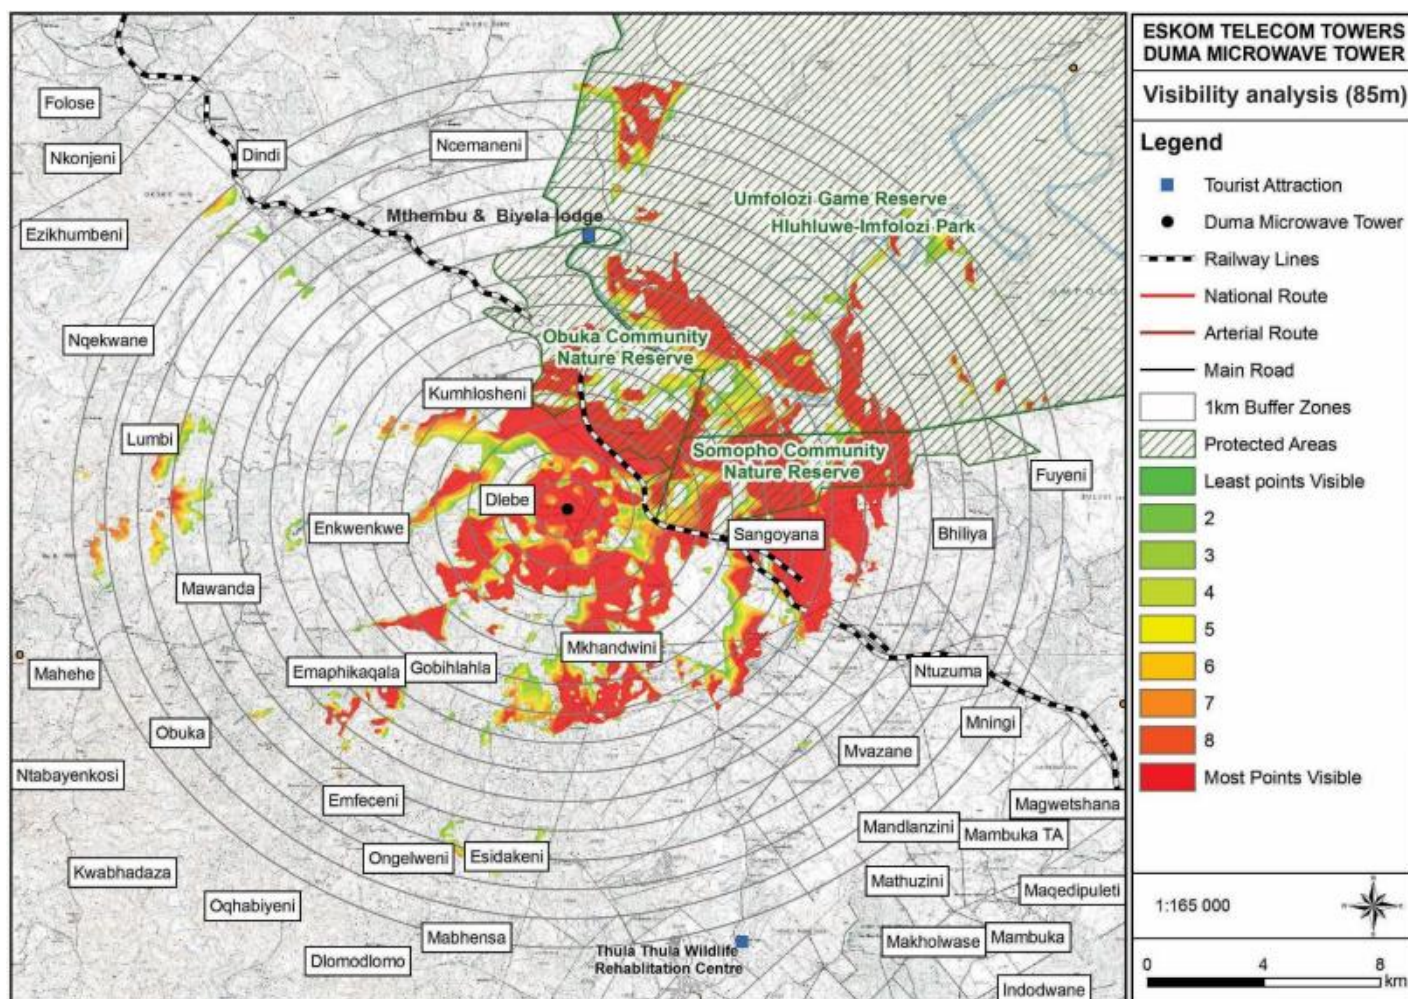 ESKOM TELECOM TOWERS
DUMA MICROWAVE TOWER
Visibility analysis (85m)
Legend
Tourist Attraction
Duma Microwave Tower
Railway Lines
National Route
Arterial Route
Main Road
1km Buffer Zones
Protected Areas
Least points Visible
2
3
4
5
6
7
8
Most Points Visible
1:165 000
0 4 8
km
Folose
Nkonjeni
Dindi
Ncemaneni
Ezikhumbeni
Mthembu & Biyela lodge
Umfolozi Game Reserve
Hluhluwe-Imfolozi Park
Nqekwane
Obuka Community
Nature Reserve
Kumhlosheni
Lumbi
Somopho Community
Nature Reserve
Fuyeni
Dlebe
Enkwenkwe
Sangoyana
Bhiliya
Mawanda
Mkhandwini
Mahehe
Emaphikaqala
Gobihlahla
Ntuzuma
Obuka
Mningi
Mvazane
Ntabayenkosi
Emfeceni
Magwetshana
Mandlanzini
Mambuka TA
Ongelweni
Esidakeni
Kwabhadaza
Mathuzini
Maqedipuleti
Oqhabiyeni
Mabhensa
Makholwase
Mambuka
Dlomodlomo
Thula Thula Wildlife
Rehablitation Centre
Indodwane